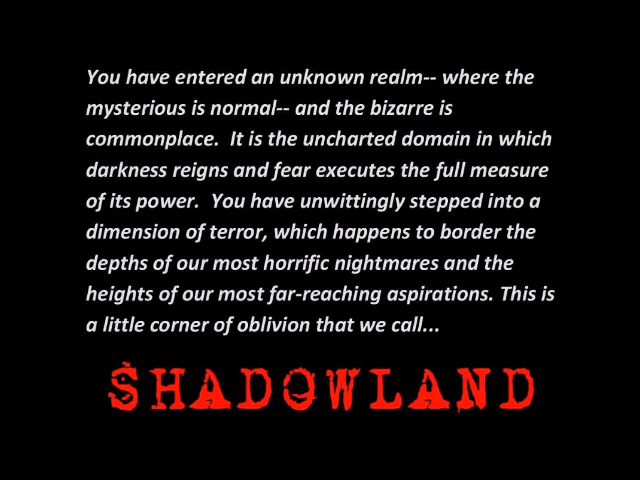 You have entered an unknown realm-- where the
mysterious is normal-- and the bizarre is
commonplace.  It is the uncharted domain in which
darkness reigns and fear executes the full measure
of its power.  You have unwittingly stepped into a
dimension of terror, which happens to border the
depths of our most horrific nightmares and the
heights of our most far-reaching aspirations. This is
a little corner of oblivion that we call...
SHADOWLAND